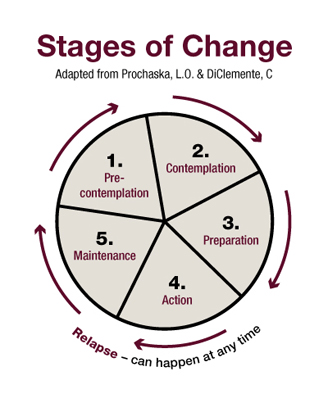 Stages of Change
Adapted from Prochaska, L.O. & DiClemente, C
1.
Pre-
contemplation
2.
Contemplation
3.
Preparation
4.
Action
5.
Maintenance
Relapse – can happen at any time